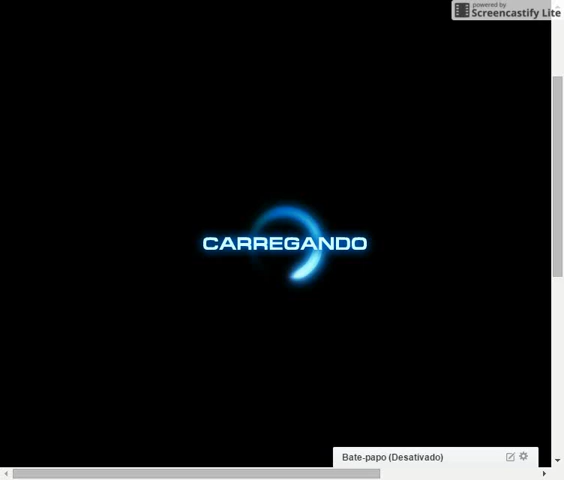 powered by
Screencastify Lite
CARREGANDO
Bate-papo (Desativado)